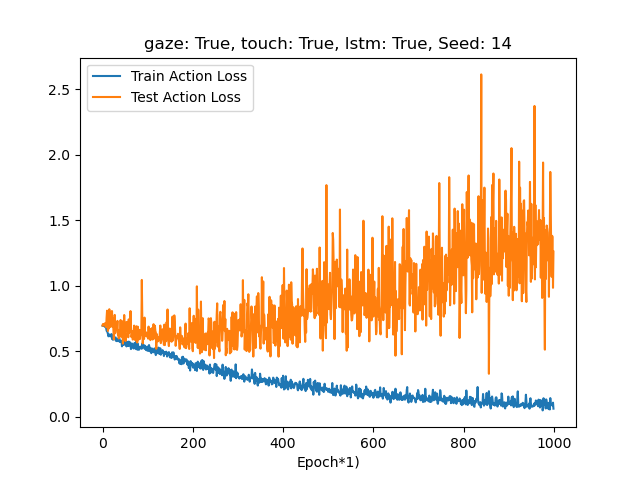 gaze: True, touch: True, lstm: True, Seed: 14
Train Action Loss
Test Action Loss
2.5
2.0
1.5
1.0
0.5
0.0
0 200 400 600 800 1000
Epoch*1)